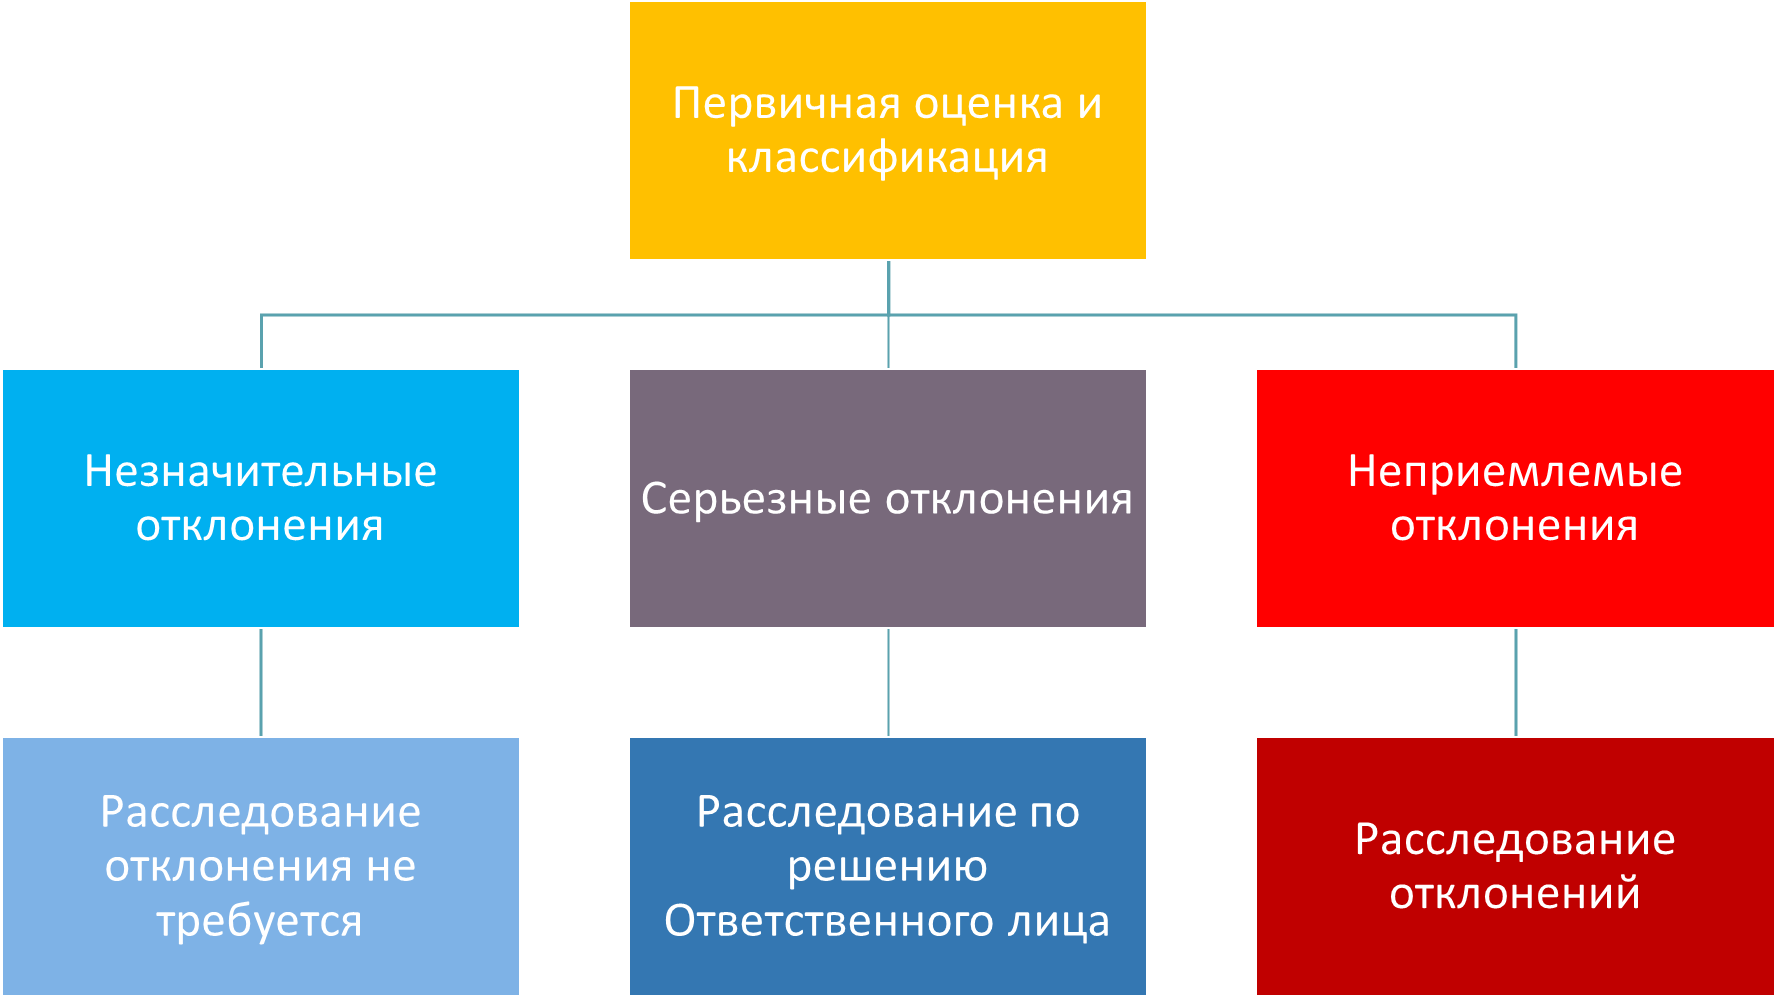 Первичная оценка и
классификация
Незначительные
отклонения
Серьезные отклонения
Неприемлемые
отклонения
Расследование
отклонения не
требуется
Расследование по
решению
Ответственного лица
Расследование
отклонений